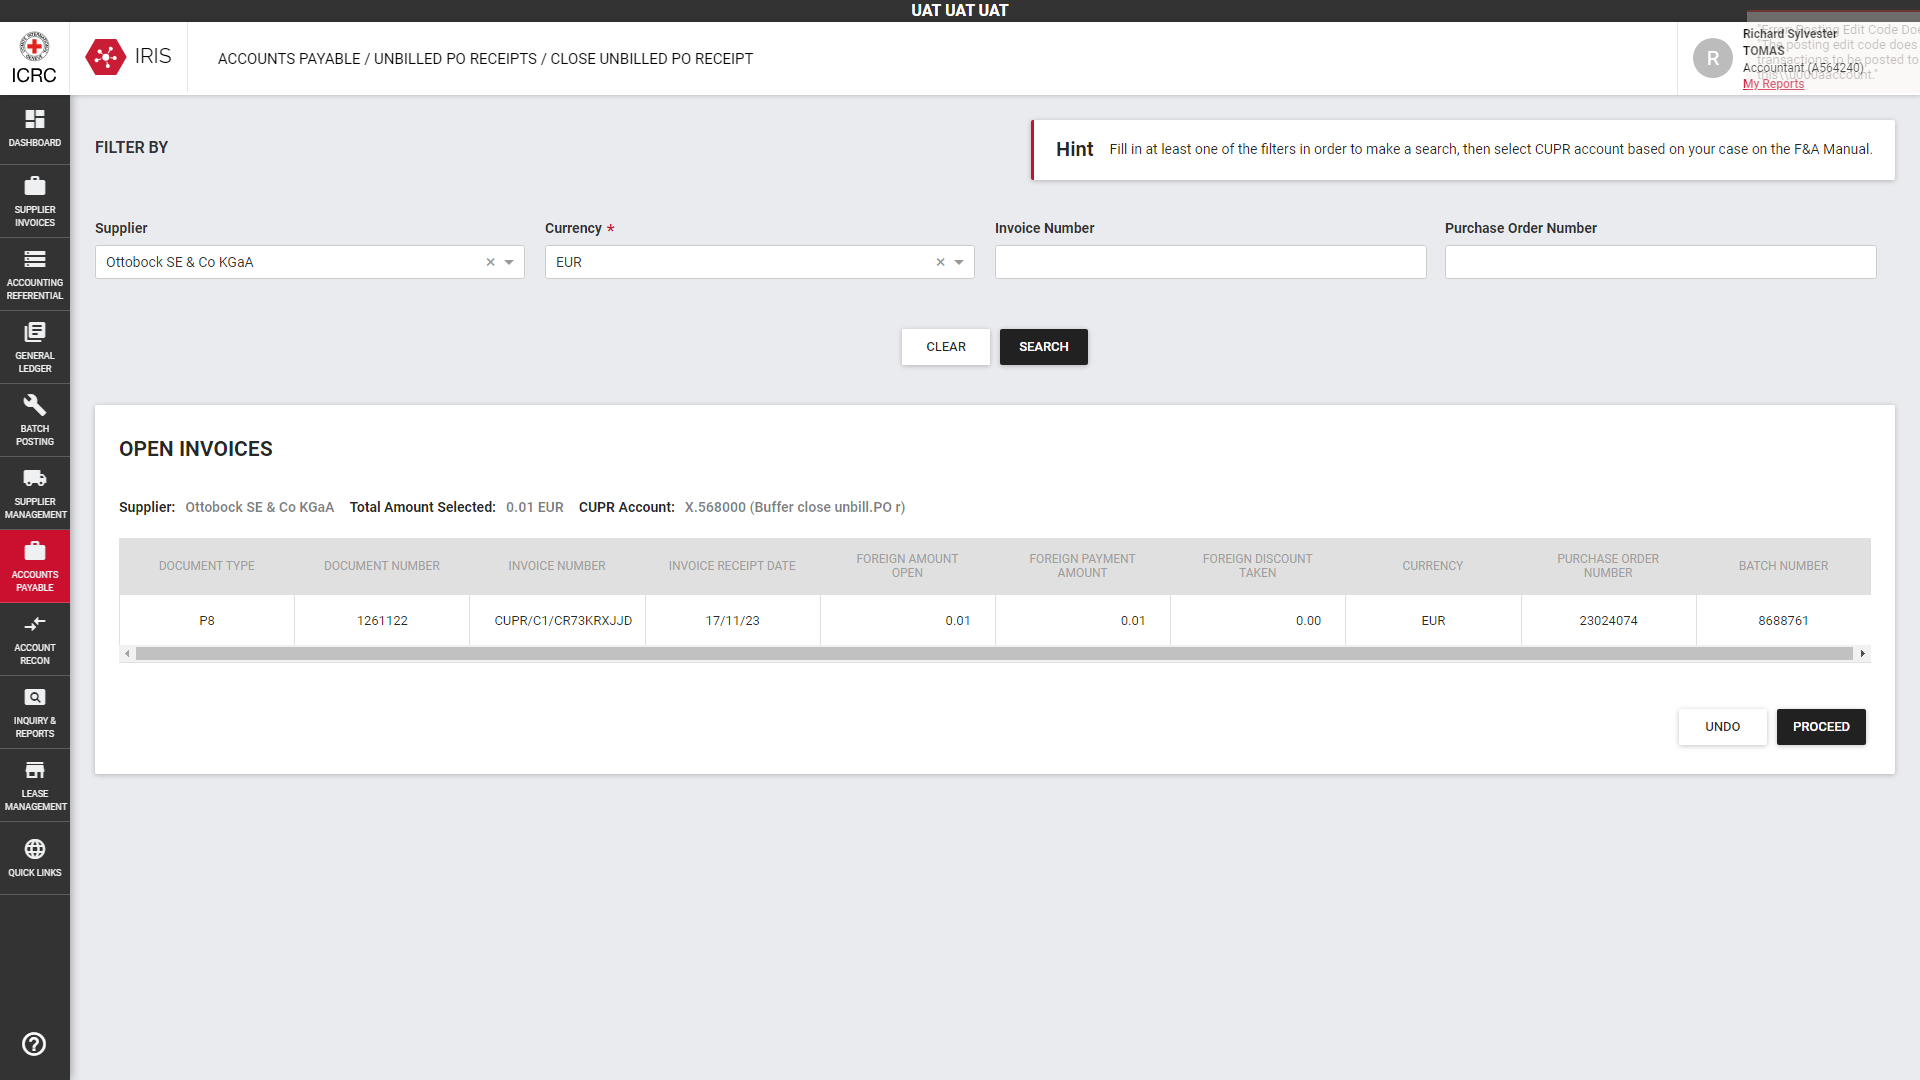 UAT UAT UAT
ICRC
IRIS
ACCOUNTS PAYABLE / UNBILLED PO RECEIPTS / CLOSE UNBILLED PO RECEIPT
R
Richard Sylvester
TOMAS
Accountant (A564240)
My Reports
Posting Edit Code Doe
"The posting edit code does
transactions to be posted to
DASHBOARD
SUPPLIER
INVOICES
ACCOUNTING
REFERENTIAL
GENERAL
LEDGER
BATCH
POSTING
SUPPLIER
MANAGEMENT
ACCOUNTS
PAYABLE
ACCOUNT
RECON
INQUIRY &
REPORTS
LEASE
MANAGEMENT
QUICK LINKS
FILTER BY
Hint Fill in at least one of the filters in order to make a search, then select CUPR account based on your case on the F&A Manual.
Supplier Currency * Invoice Number Purchase Order Number
Ottobock SE & Co KGaA EUR
CLEAR SEARCH
OPEN INVOICES
Supplier: Ottobock SE & Co KGaA Total Amount Selected: 0.01 EUR CUPR Account: X.568000 (Buffer close unbill.PO r)
DOCUMENT TYPE DOCUMENT NUMBER INVOICE NUMBER INVOICE RECEIPT DATE FOREIGN AMOUNT OPEN FOREIGN PAYMENT AMOUNT FOREIGN DISCOUNT TAKEN CURRENCY PURCHASE ORDER NUMBER BATCH NUMBER
P8 1261122 CUPR/C1/CR73KRXJJD 17/11/23 0.01 0.01 0.00 EUR 23024074 8688761
UNDO PROCEED